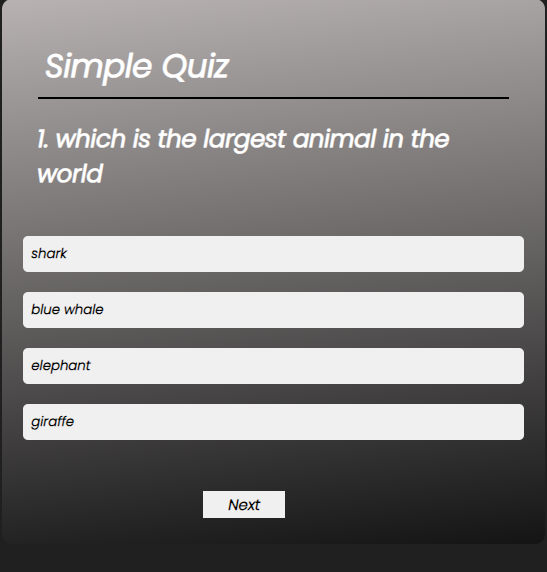 Simple Quiz
1. which is the largest animal in the
world
shark
blue whale
elephant
giraffe
Next